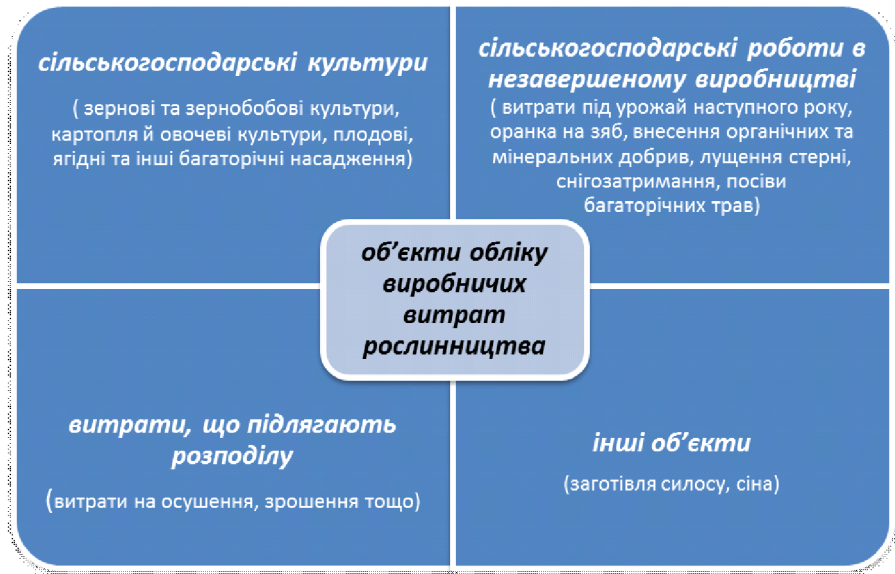 сільськогосподарські культури
( зернові та зернобобові культури,
картопля й овочеві культури, плодові,
ягідні та інші багаторічні насадження)
сільськогосподарські роботи в
незавершеному виробництві
( витрати під урожай наступного року,
оранка на зяб, внесення органічних та
мінеральних добрив, лущення стерні,
снігозатримання, посіви
багаторічних трав)
об’єкти обліку
виробничих
витрат
рослинництва
витрати, що підлягають
розподілу
(витрати на осушення, зрошення тощо)
інші об’єкти
(заготівля силосу, сіна)